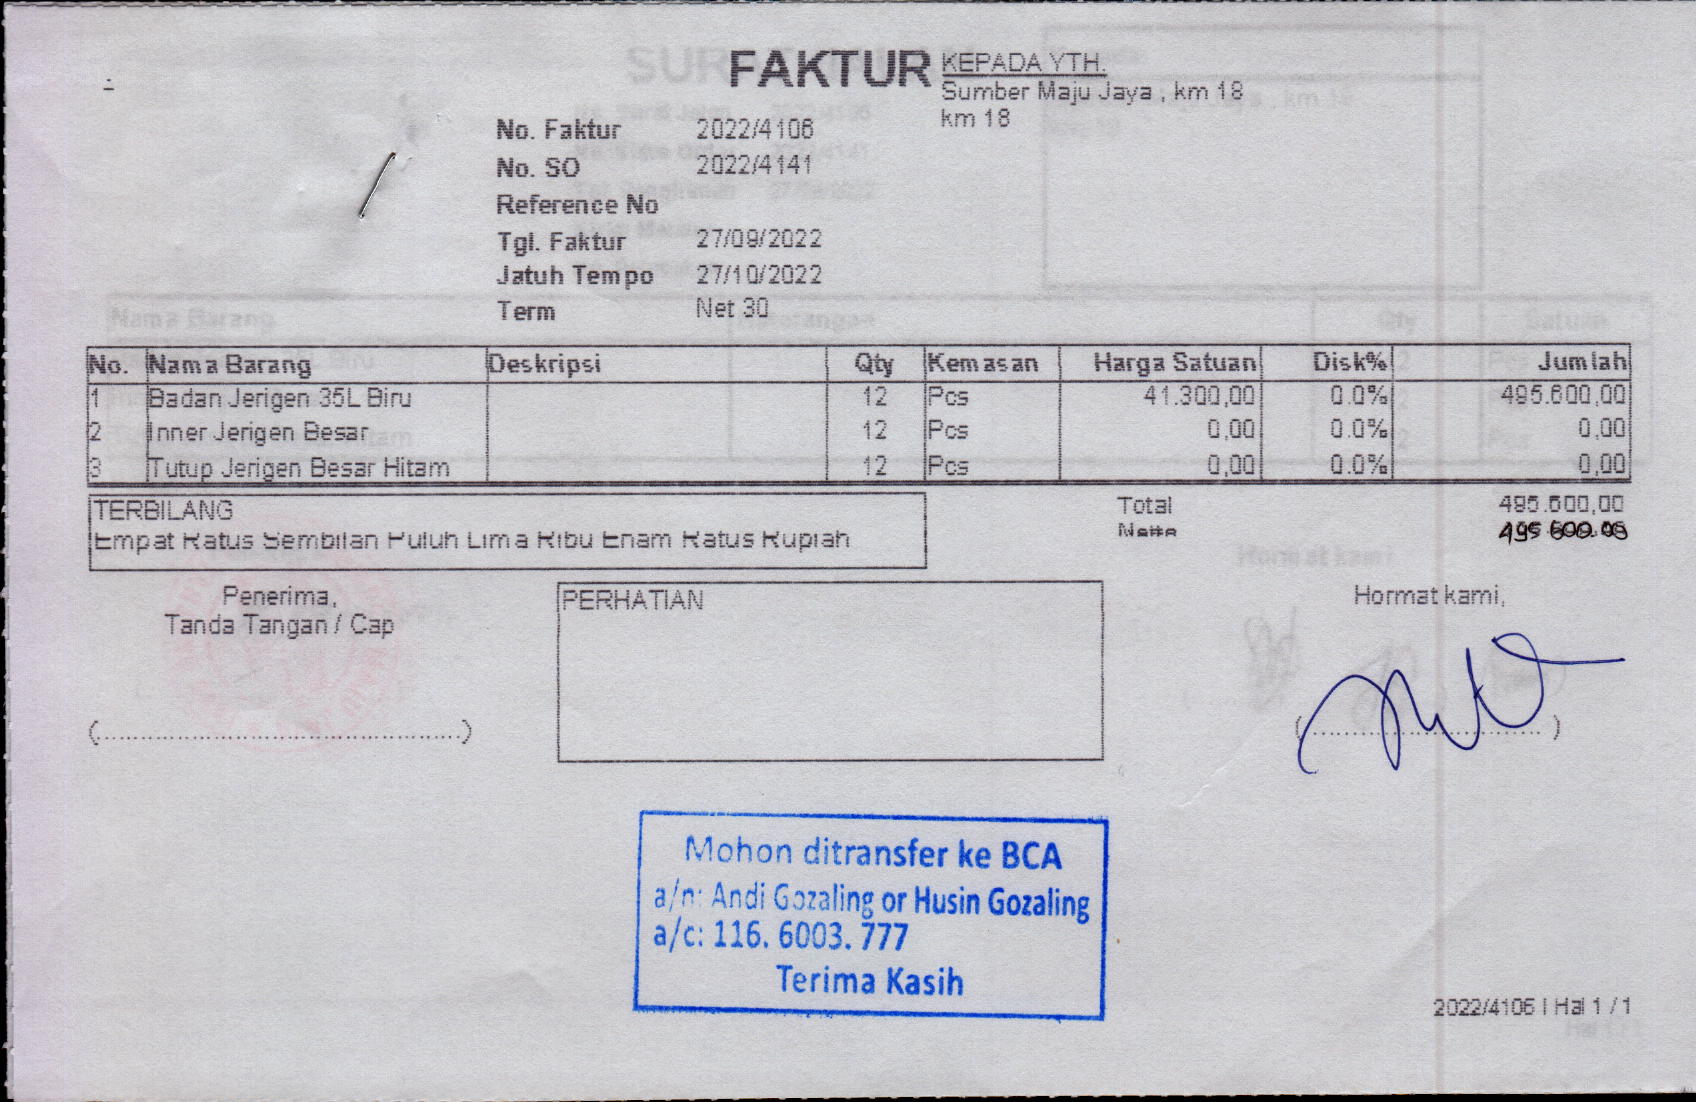 FAKTUR
KEPADA YTH.
Sumber Maju Jaya , km 18
km 18
No. Faktur 2022/4106
No. SO 2022/4141
Reference No
Tgl. Faktur 27/09/2022
Jatuh Tempo 27/10/2022
Term Net 30
No. Nama Barang Deskripsi Qty Kemasan Harga Satuan Disk% Jumlah
1 Badan Jerigen 35L Biru 12 Pcs 41.300,00 0.0% 495.600,00
2 Inner Jerigen Besar 12 Pcs 0,00 0.0% 0,00
3 Tutup Jerigen Besar Hitam 12 Pcs 0,00 0.0% 0,00
TERBILANG
Empat Ratus Sembilan Puluh Lima Ribu Enam Ratus Rupiah
Total 495.600,00
Netto 495.600,00
Penerima,
Tanda Tangan / Cap
(..............................................)
PERHATIAN
Hormat kami,
(..............................)
Mohon ditransfer ke BCA
a/n: Andi Gozaling or Husin Gozaling
a/c: 116. 6003. 777
Terima Kasih
2022/4106 | Hal 1 / 1